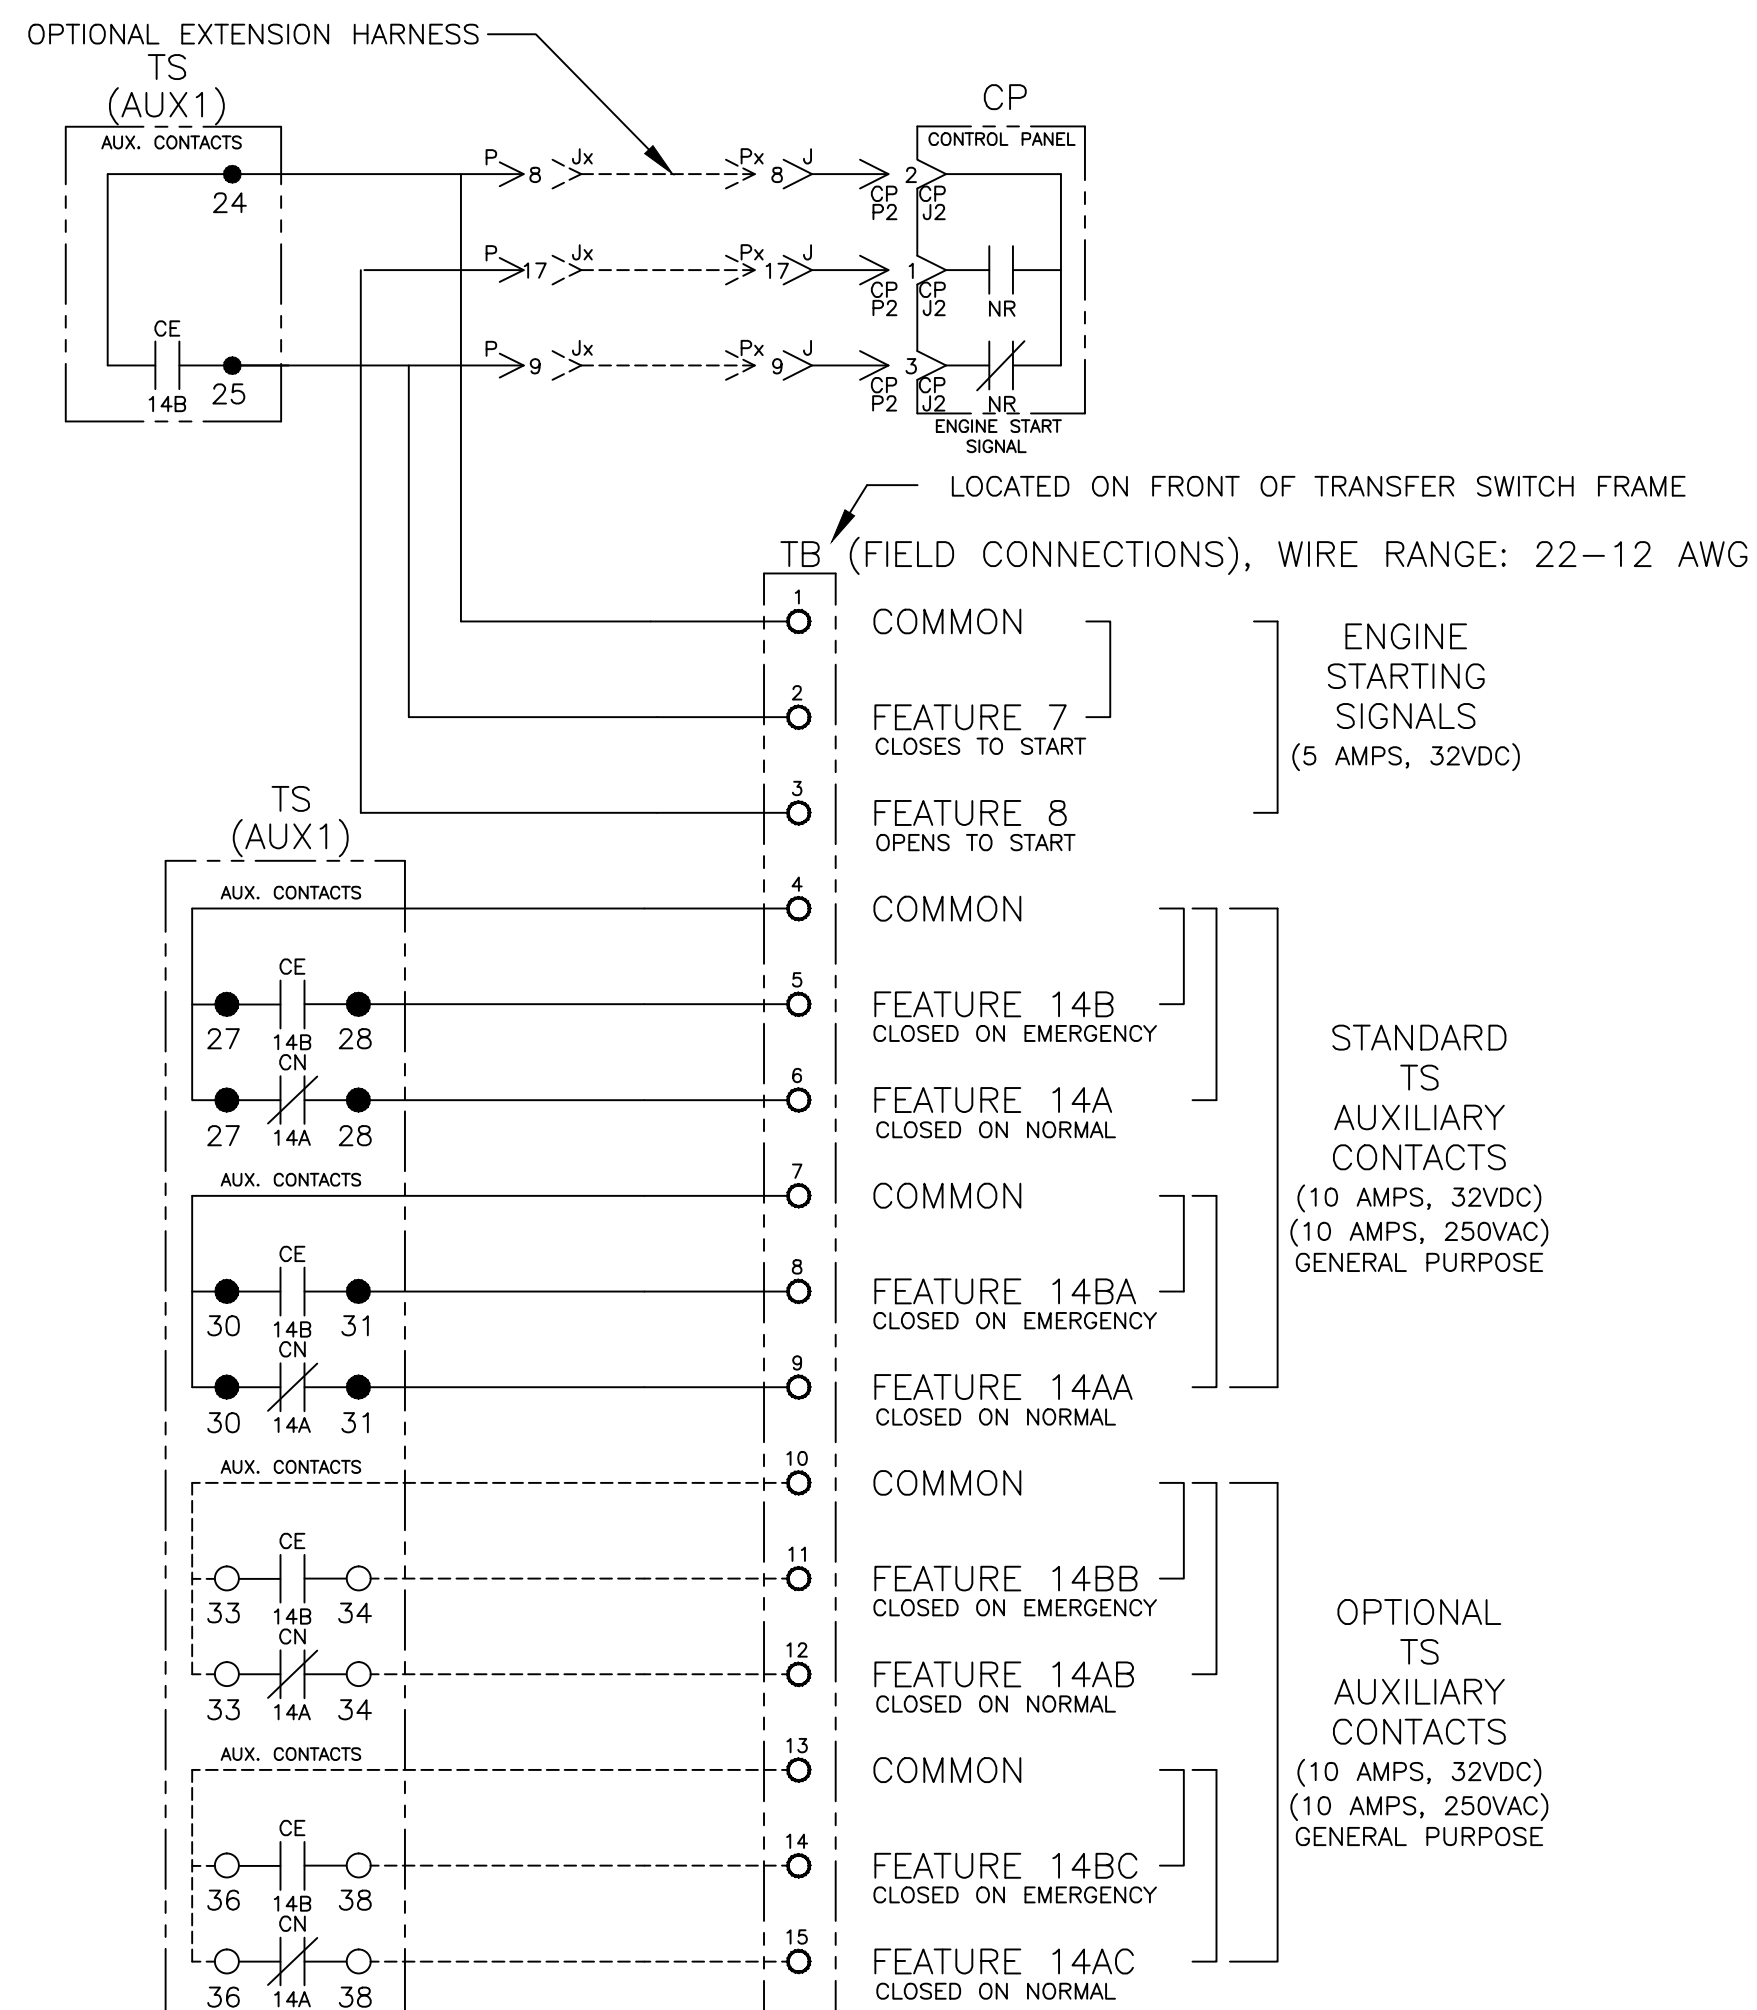 OPTIONAL EXTENSION HARNESS
TS
(AUX1)
AUX. CONTACTS
24
CE
14B
25
P
8
Jx
Px
8
J
CP
P2
2
CP
J2
P
17
Jx
Px
17
J
CP
P2
1
CP
J2
NR
P
9
Jx
Px
9
J
CP
P2
3
CP
J2
NR
CP
CONTROL PANEL
ENGINE START
SIGNAL
LOCATED ON FRONT OF TRANSFER SWITCH FRAME
TB (FIELD CONNECTIONS), WIRE RANGE: 22-12 AWG
1
COMMON
2
FEATURE 7
CLOSES TO START
3
FEATURE 8
OPENS TO START
ENGINE
STARTING
SIGNALS
(5 AMPS, 32VDC)
TS
(AUX1)
AUX. CONTACTS
4
COMMON
CE
27
14B
28
5
FEATURE 14B
CLOSED ON EMERGENCY
CN
27
14A
28
6
FEATURE 14A
CLOSED ON NORMAL
AUX. CONTACTS
7
COMMON
CE
30
14B
31
8
FEATURE 14BA
CLOSED ON EMERGENCY
CN
30
14A
31
9
FEATURE 14AA
CLOSED ON NORMAL
STANDARD
TS
AUXILIARY
CONTACTS
(10 AMPS, 32VDC)
(10 AMPS, 250VAC)
GENERAL PURPOSE
AUX. CONTACTS
10
COMMON
CE
33
14B
34
11
FEATURE 14BB
CLOSED ON EMERGENCY
CN
33
14A
34
12
FEATURE 14AB
CLOSED ON NORMAL
AUX. CONTACTS
13
COMMON
CE
36
14B
38
14
FEATURE 14BC
CLOSED ON EMERGENCY
CN
36
14A
38
15
FEATURE 14AC
CLOSED ON NORMAL
OPTIONAL
TS
AUXILIARY
CONTACTS
(10 AMPS, 32VDC)
(10 AMPS, 250VAC)
GENERAL PURPOSE